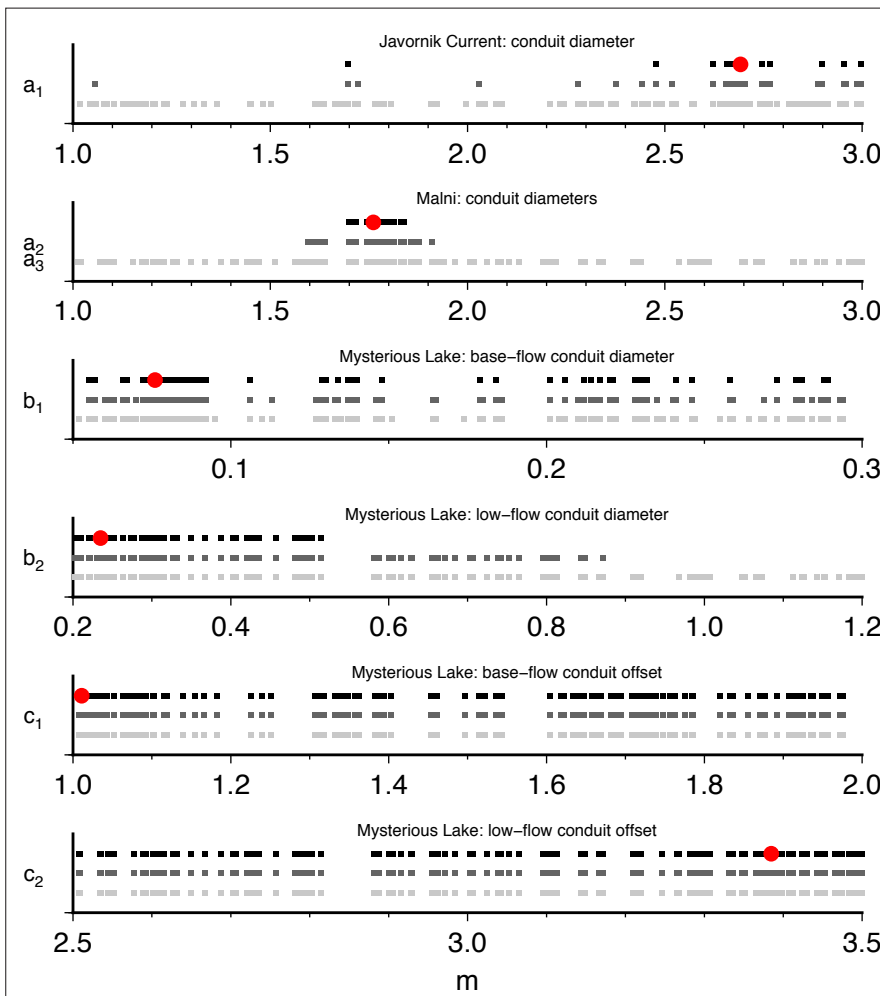 Javornik Current: conduit diameter
a1
1.0 1.5 2.0 2.5 3.0
Malni: conduit diameters
a2
a3
1.0 1.5 2.0 2.5 3.0
Mysterious Lake: base−flow conduit diameter
b1
0.1 0.2 0.3
Mysterious Lake: low−flow conduit diameter
b2
0.2 0.4 0.6 0.8 1.0 1.2
Mysterious Lake: base−flow conduit offset
c1
1.0 1.2 1.4 1.6 1.8 2.0
Mysterious Lake: low−flow conduit offset
c2
2.5 3.0 3.5
m